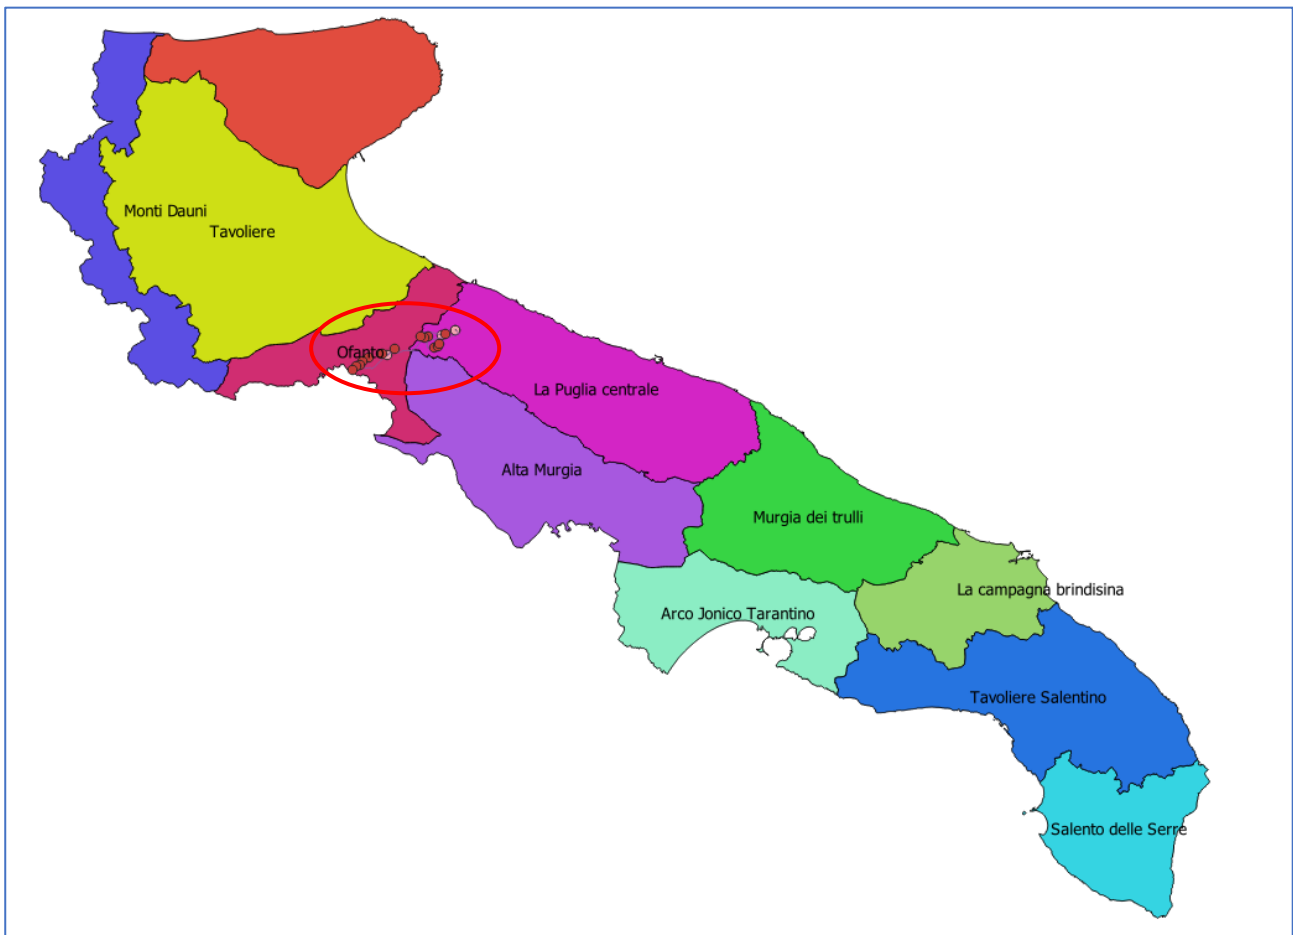 Monti Dauni
Tavoliere
Ofanto
La Puglia centrale
Alta Murgia
Murgia dei trulli
La campagna brindisina
Arco Jonico Tarantino
Tavoliere Salentino
Salento delle Serre